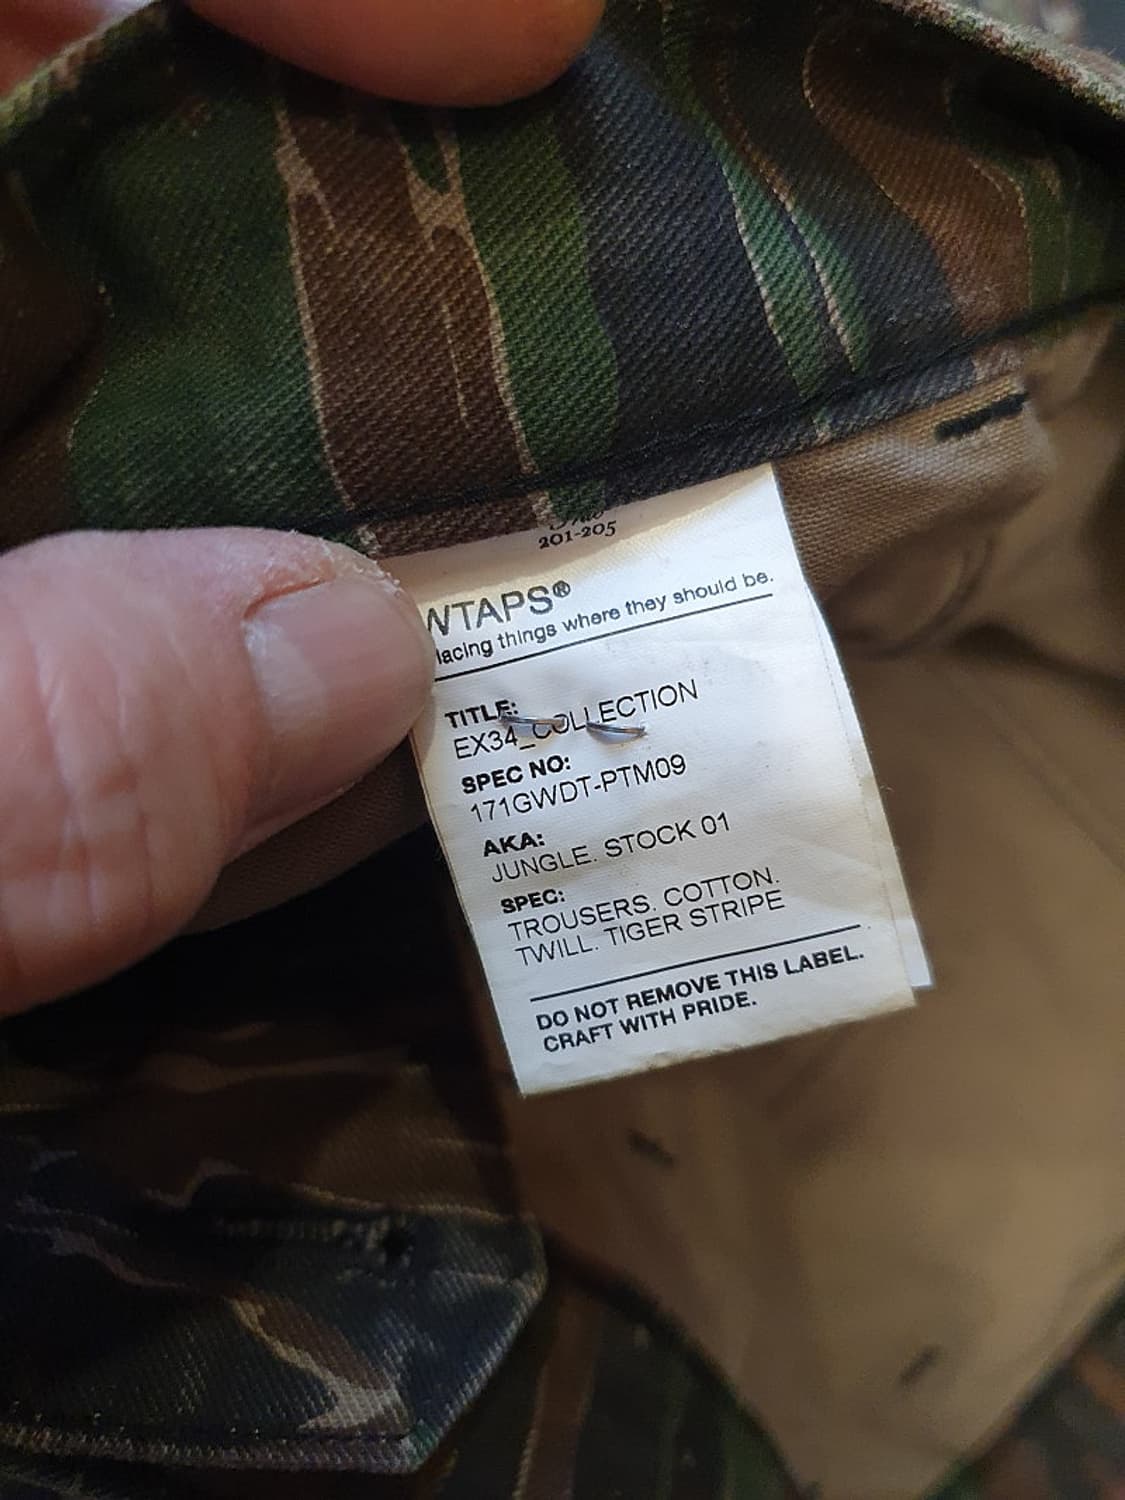 201-205
WTAPS®
lacing things where they should be.
TITLE:
EX34_COLLECTION
SPEC NO:
171GWDT-PTM09
AKA:
JUNGLE. STOCK 01
SPEC:
TROUSERS. COTTON.
TWILL. TIGER STRIPE
DO NOT REMOVE THIS LABEL.
CRAFT WITH PRIDE.